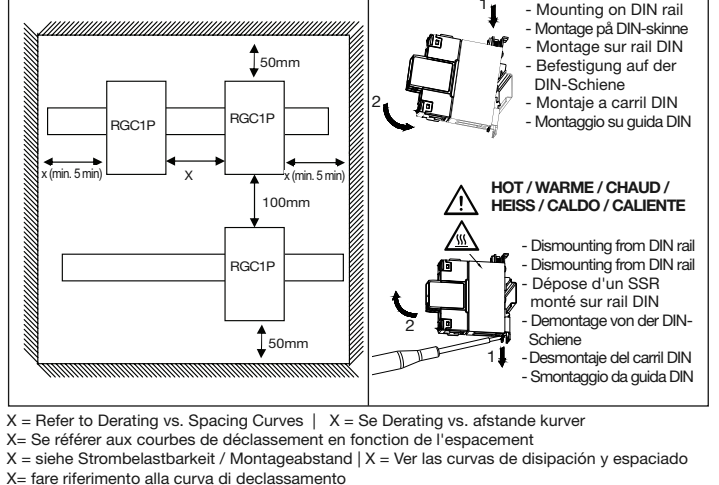 50mm
RGC1P
RGC1P
x (min. 5 min)
X
x (min. 5 min)
100mm
RGC1P
50mm
1
2
- Mounting on DIN rail
- Montage på DIN-skinne
- Montage sur rail DIN
- Befestigung auf der
DIN-Schiene
- Montaje a carril DIN
- Montaggio su guida DIN
HOT / WARME / CHAUD /
HEISS / CALDO / CALIENTE
- Dismounting from DIN rail
- Dismounting from DIN rail
- Dépose d'un SSR
monté sur rail DIN
- Demontage von der DIN-
Schiene
- Desmontaje del carril DIN
- Smontaggio da guida DIN
2
1
X = Refer to Derating vs. Spacing Curves | X = Se Derating vs. afstande kurver
X= Se référer aux courbes de déclassement en fonction de l'espacement
X = siehe Strombelastbarkeit / Montageabstand | X = Ver las curvas de disipación y espaciado
X= fare riferimento alla curva di declassamento